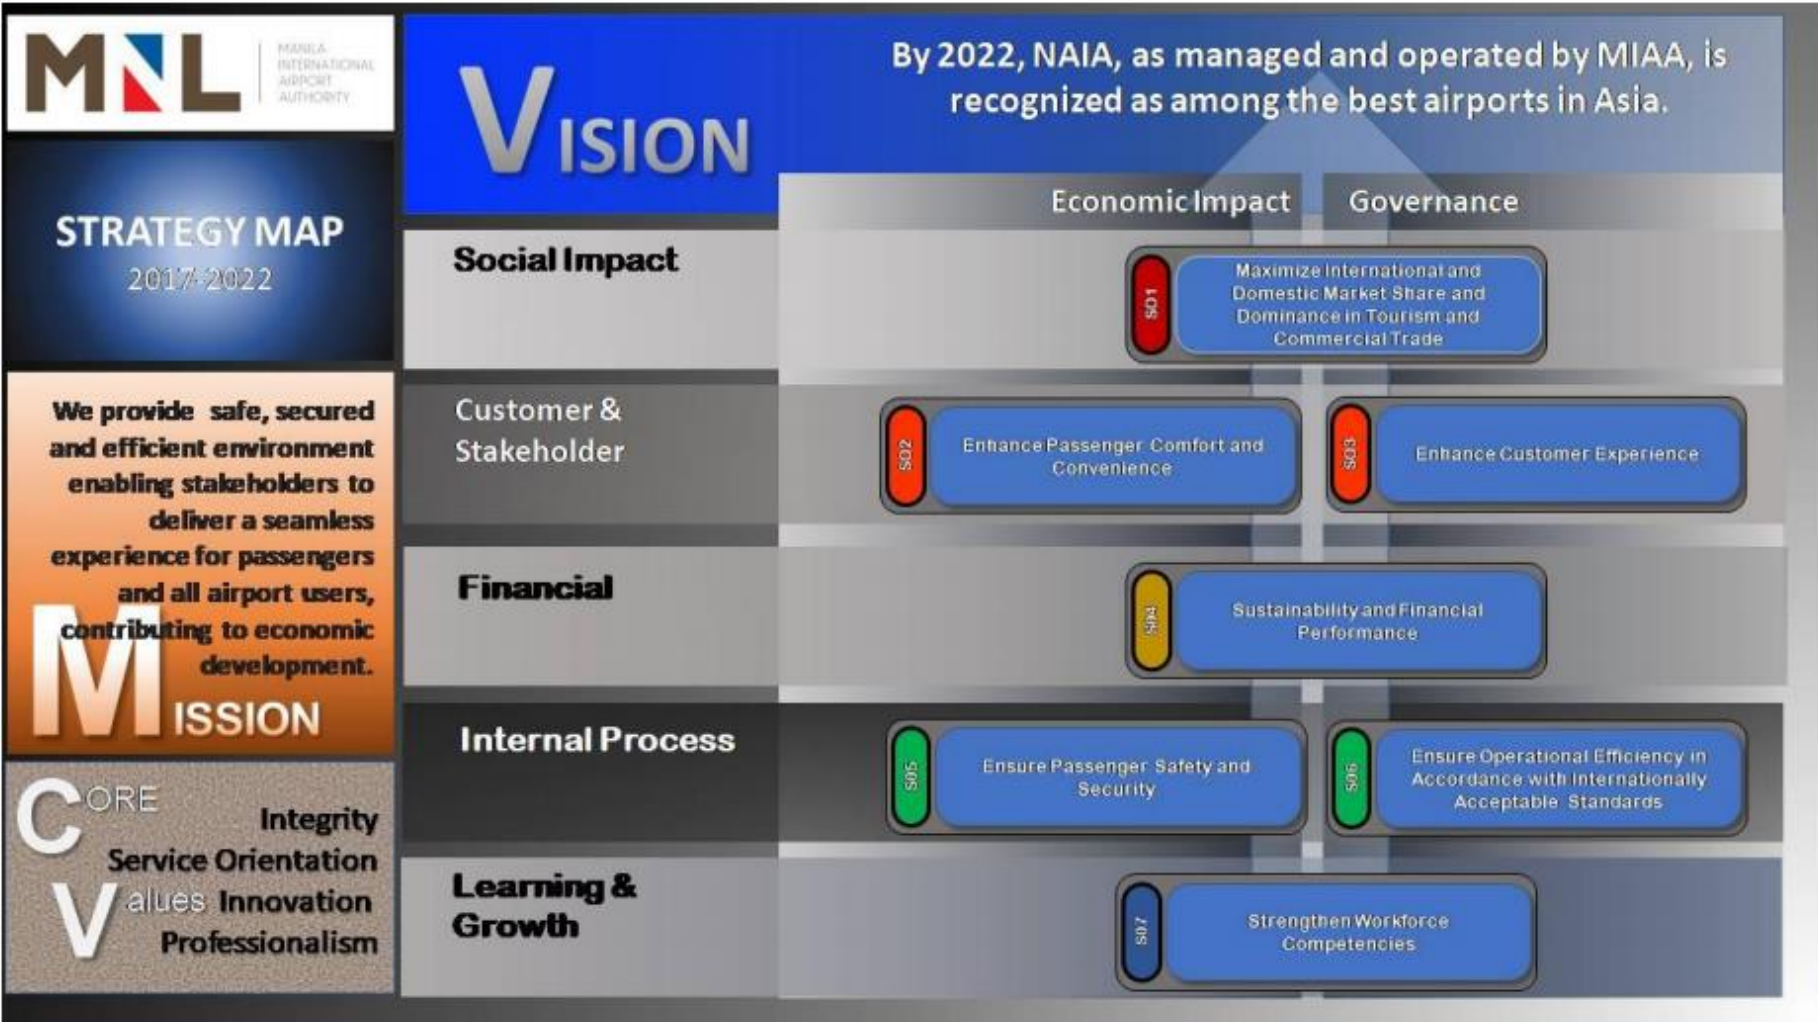 MNL
MANILA
INTERNATIONAL
AIRPORT
AUTHORITY
STRATEGY MAP
2017-2022
We provide safe, secured
and efficient environment
enabling stakeholders to
deliver a seamless
experience for passengers
and all airport users,
contributing to economic
development.
MISSION
CORE
Values
Integrity
Service Orientation
Innovation
Professionalism
VISION
By 2022, NAIA, as managed and operated by MIAA, is
recognized as among the best airports in Asia.
Economic Impact
Governance
Social Impact
SO1
Maximize International and
Domestic Market Share and
Dominance in Tourism and
Commercial Trade
Customer &
Stakeholder
SO2
Enhance Passenger Comfort and
Convenience
SO3
Enhance Customer Experience
Financial
S04
Sustainability and Financial
Performance
Internal Process
S05
Ensure Passenger Safety and
Security
S06
Ensure Operational Efficiency in
Accordance with Internationally
Acceptable Standards
Learning &
Growth
S07
Strengthen Workforce
Competencies